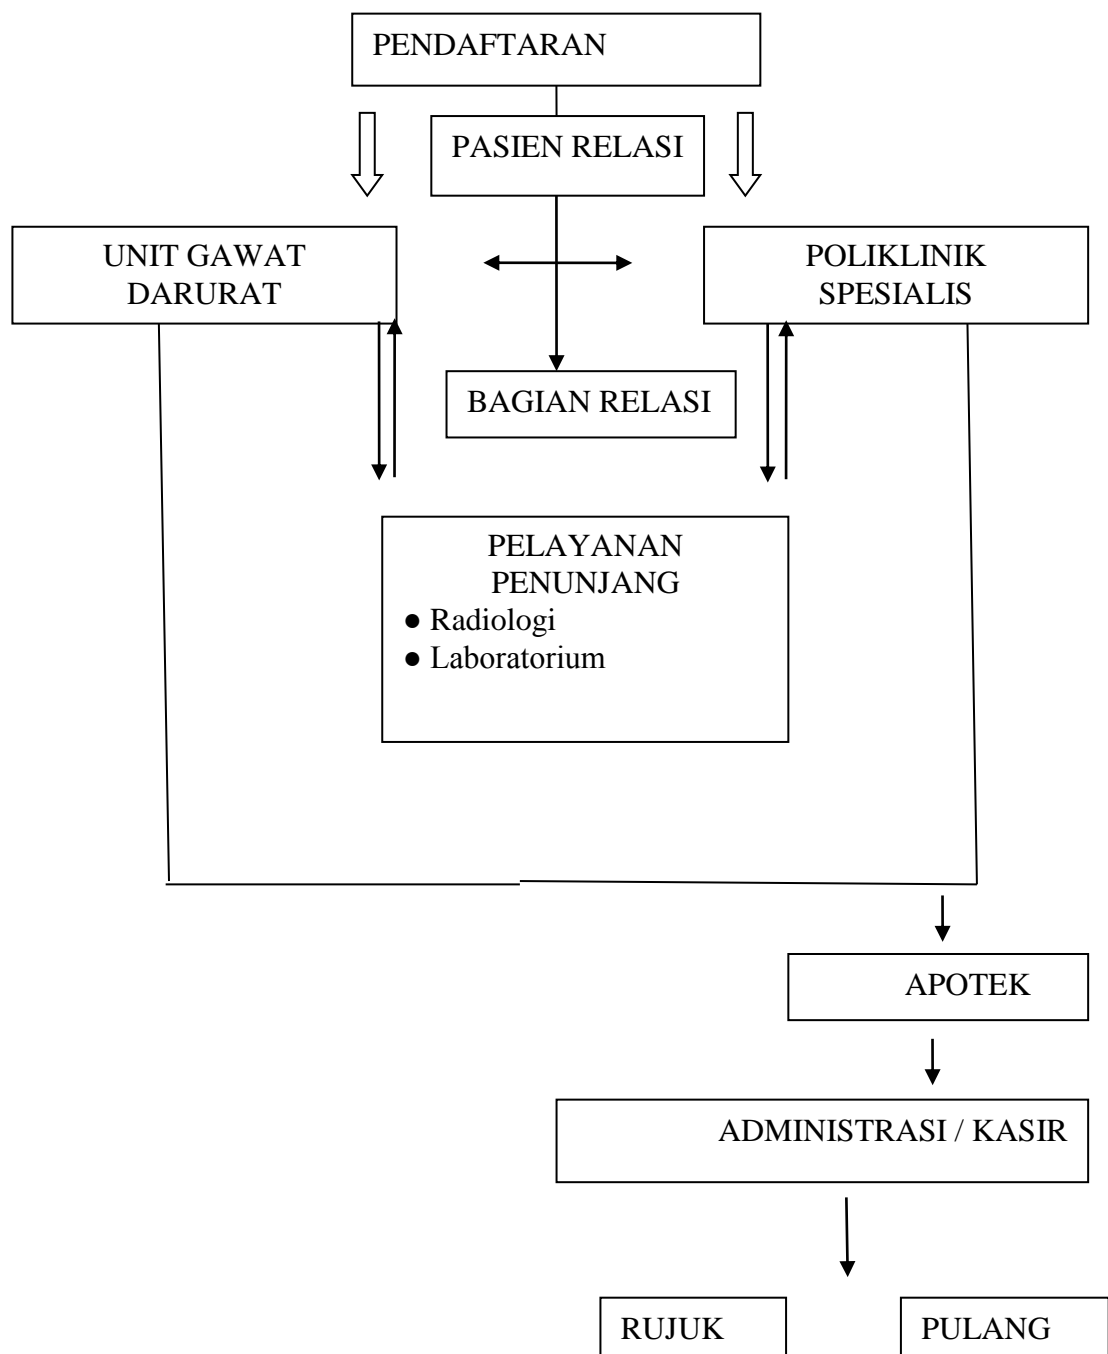 PENDAFTARAN
PASIEN RELASI
UNIT GAWAT
DARURAT
POLIKLINIK
SPESIALIS
BAGIAN RELASI
PELAYANAN
PENUNJANG
● Radiologi
● Laboratorium
APOTEK
ADMINISTRASI / KASIR
RUJUK
PULANG